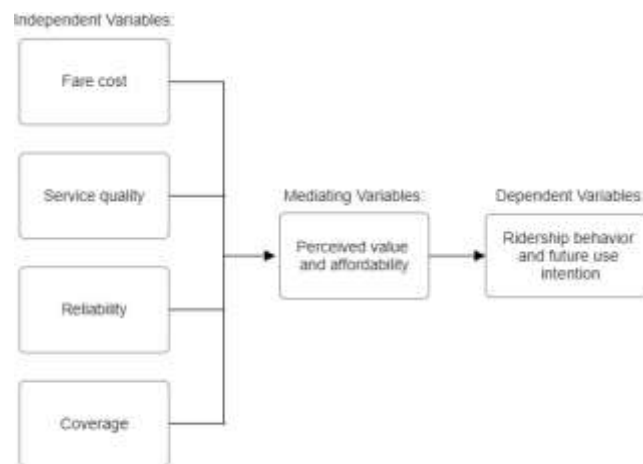 Independent Variables:
Fare cost
Service quality
Mediating Variables:
Dependent Variables:
Perceived value
and affordability
Ridership behavior
and future use
intention
Reliability
Coverage